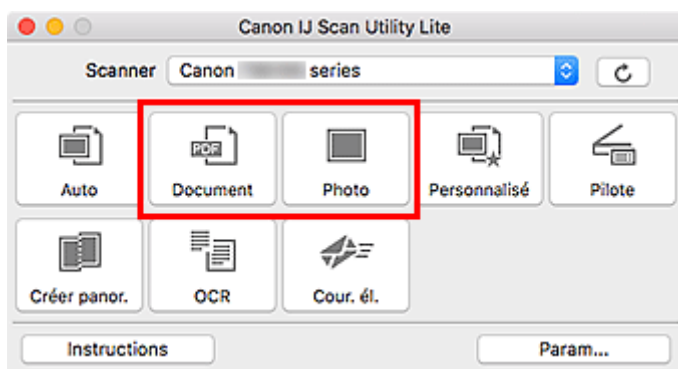 Canon IJ Scan Utility Lite
Scanner Canon series
Auto
PDF
Document
Photo
Personnalisé
Pilote
Créer panor.
OCR
Cour. él.
Instructions
Param...